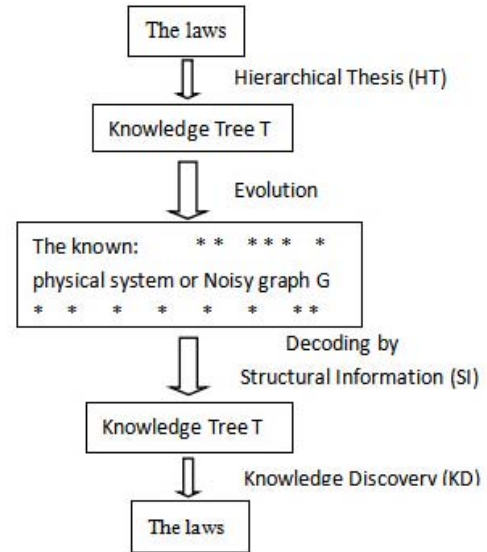 The laws
Hierarchical Thesis (HT)
Knowledge Tree T
Evolution
The known: * * * * * *
physical system or Noisy graph G
* * * * * * * *
Decoding by
Structural Information (SI)
Knowledge Tree T
Knowledge Discovery (KD)
The laws